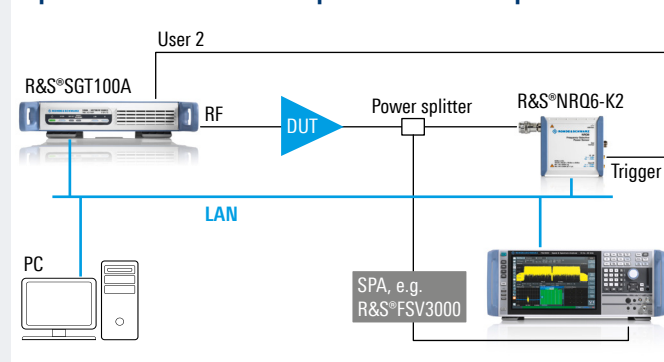 User 2
R&S®SGT100A
RF
DUT
Power splitter
R&S®NRQ6-K2
Trigger
LAN
PC
SPA, e.g.
R&S®FSV3000